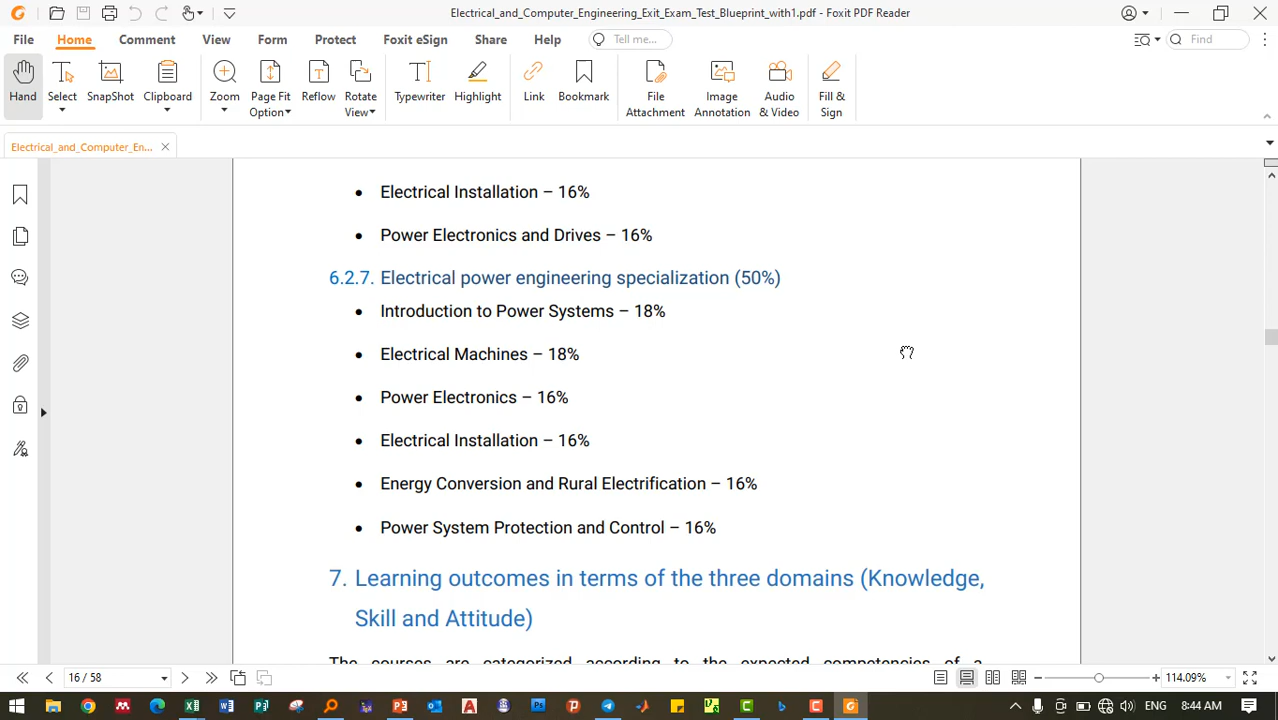 Electrical_and_Computer_Engineering_Exit_Exam_Test_Blueprint_with1.pdf - Foxit PDF Reader
File Home Comment View Form Protect Foxit eSign Share Help Tell me... Find
Hand Select SnapShot Clipboard Zoom Page Fit Option Reflow Rotate View Typewriter Highlight Link Bookmark File Attachment Image Annotation Audio & Video Fill & Sign
Electrical_and_Computer_En...
• Electrical Installation – 16%
• Power Electronics and Drives – 16%
6.2.7. Electrical power engineering specialization (50%)
• Introduction to Power Systems – 18%
• Electrical Machines – 18%
• Power Electronics – 16%
• Electrical Installation – 16%
• Energy Conversion and Rural Electrification – 16%
• Power System Protection and Control – 16%
7. Learning outcomes in terms of the three domains (Knowledge,
Skill and Attitude)
The courses are categorized according to the expected competencies of a
16 / 58 114.09%
ENG 8:44 AM